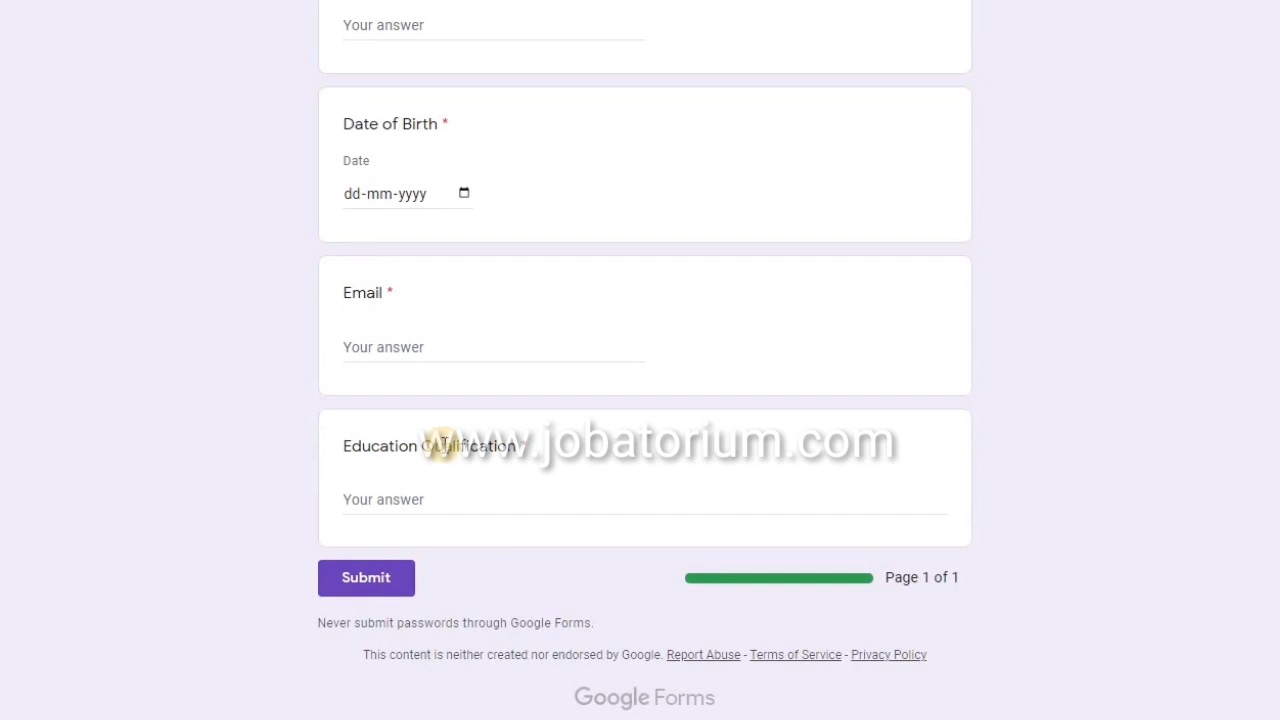 Your answer
Date of Birth *
Date
dd-mm-yyyy
Email *
Your answer
Education Qualification *
www.jobatorium.com
Your answer
Submit
Page 1 of 1
Never submit passwords through Google Forms.
This content is neither created nor endorsed by Google. Report Abuse - Terms of Service - Privacy Policy
Google Forms